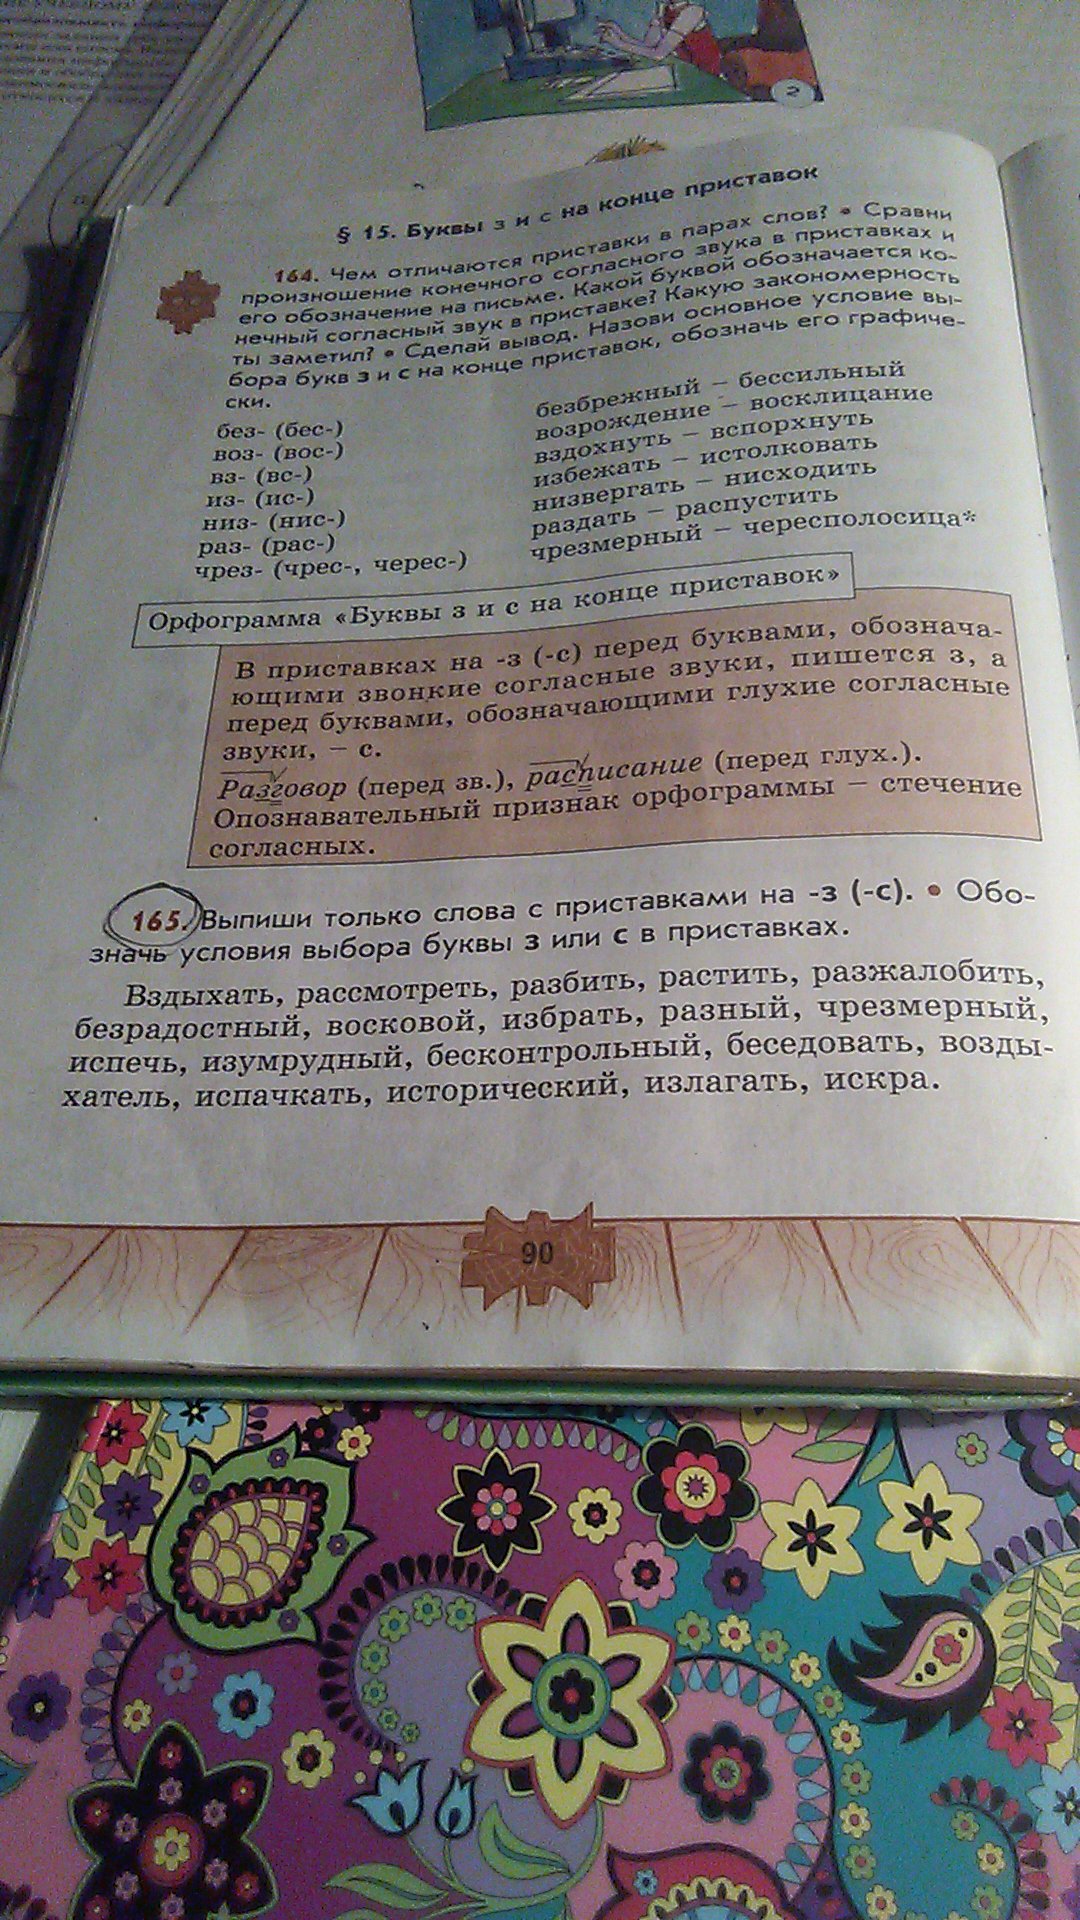 2
§ 15. Буквы з и с на конце приставок
164. Чем отличаются приставки в парах слов? • Сравни
произношение конечного согласного звука в приставках и
его обозначение на письме. Какой буквой обозначается ко-
нечный согласный звук в приставке? Какую закономерность
ты заметил? • Сделай вывод. Назови основное условие вы-
бора букв з и с на конце приставок, обозначь его графиче-
ски.
без- (бес-)
воз- (вос-)
вз- (вс-)
из- (ис-)
низ- (нис-)
раз- (рас-)
чрез- (чрес-, через-)
безбрежный – бессильный
возрождение – восклицание
вздохнуть – вспорхнуть
избежать – истолковать
низвергать – нисходить
раздать – распустить
чрезмерный – чересполосица*
Орфограмма «Буквы з и с на конце приставок»
В приставках на -з (-с) перед буквами, обознача-
ющими звонкие согласные звуки, пишется з, а
перед буквами, обозначающими глухие согласные
звуки, – с.
Разговор (перед зв.), расписание (перед глух.).
Опознавательный признак орфограммы – стечение
согласных.
165. Выпиши только слова с приставками на -з (-с). • Обо-
значь условия выбора буквы з или с в приставках.
Вздыхать, рассмотреть, разбить, растить, разжалобить,
безрадостный, восковой, избрать, разный, чрезмерный,
испечь, изумрудный, бесконтрольный, беседовать, возды-
хатель, испачкать, исторический, излагать, искра.
90